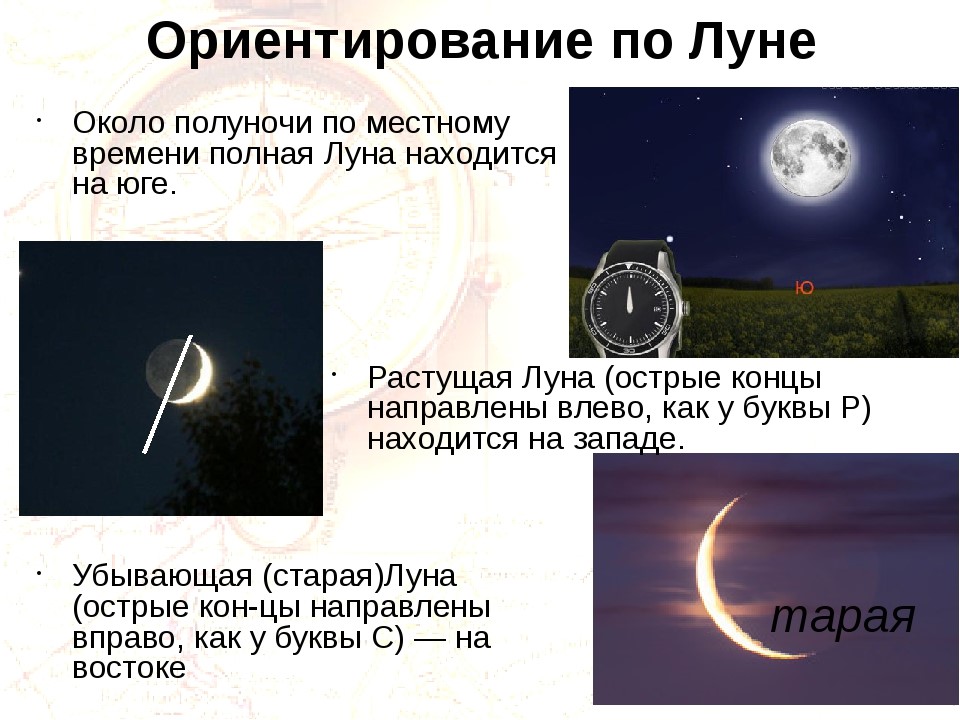 Ориентирование по Луне
Около полуночи по местному
времени полная Луна находится
на юге.
Ю
Растущая Луна (острые концы
направлены влево, как у буквы Р)
находится на западе.
Убывающая (старая)Луна
(острые кон-цы направлены
вправо, как у буквы С) — на
востоке
тарая